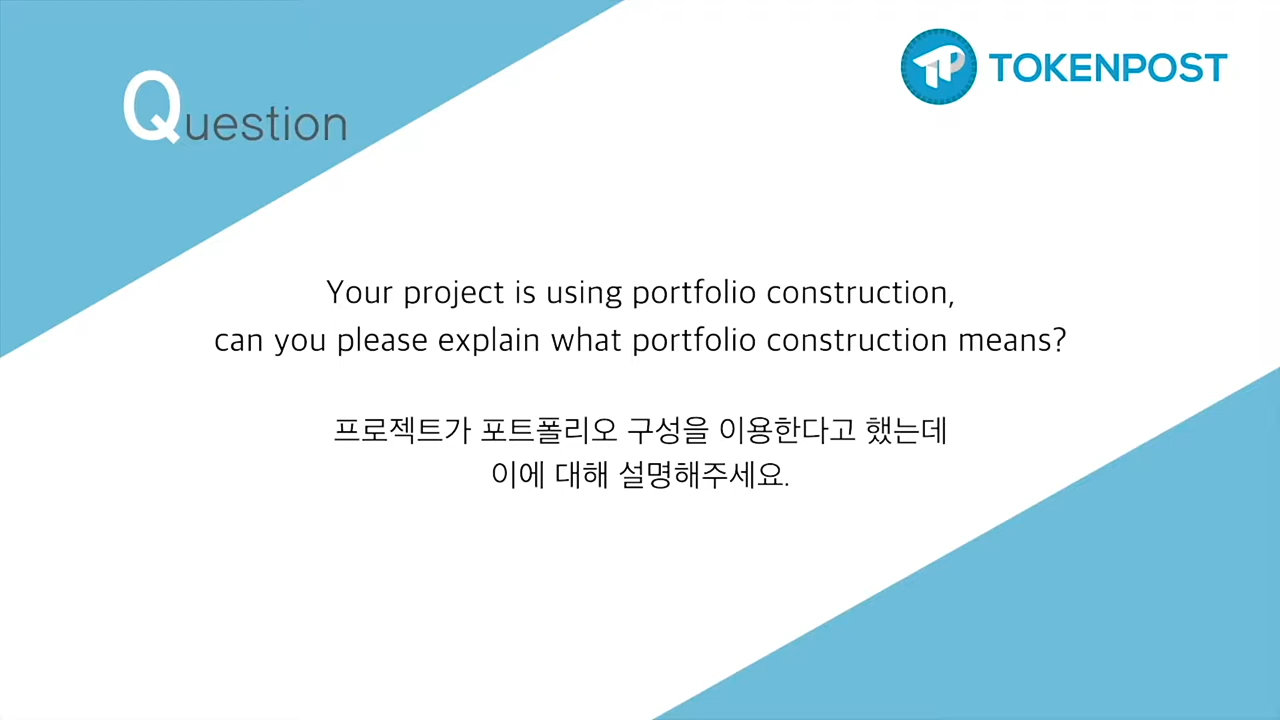 Question
TOKENPOST
Your project is using portfolio construction,
can you please explain what portfolio construction means?
프로젝트가 포트폴리오 구성을 이용한다고 했는데
이에 대해 설명해주세요.